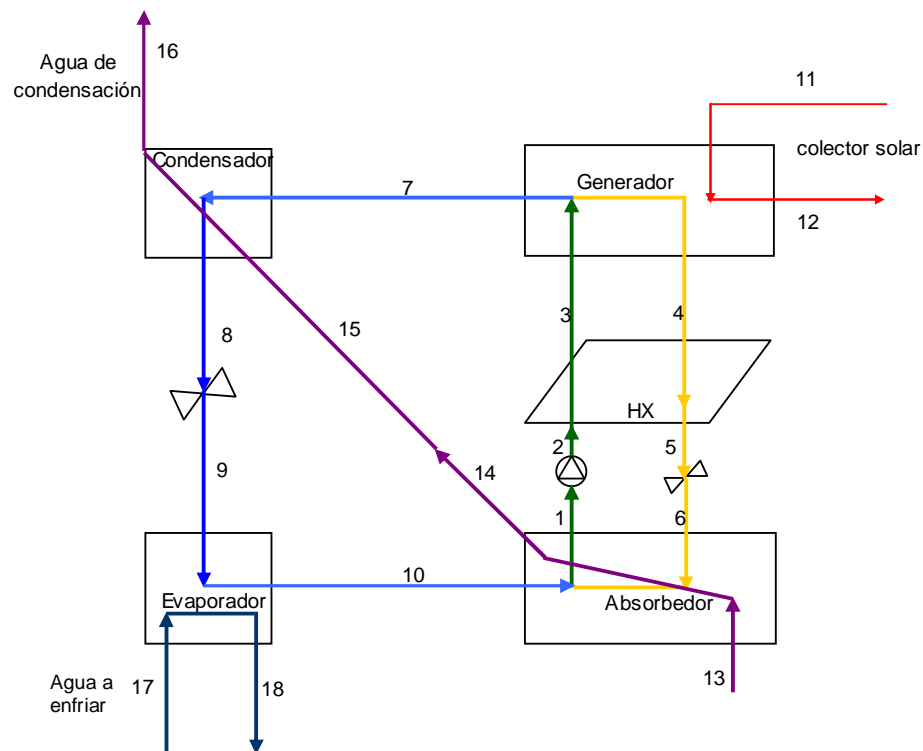 16
Agua de
condensación
11
colector solar
Condensador
7
Generador
12
3
4
15
8
HX
2
5
9
14
1
6
10
Evaporador
Absorbedor
13
Agua a
enfriar
17
18